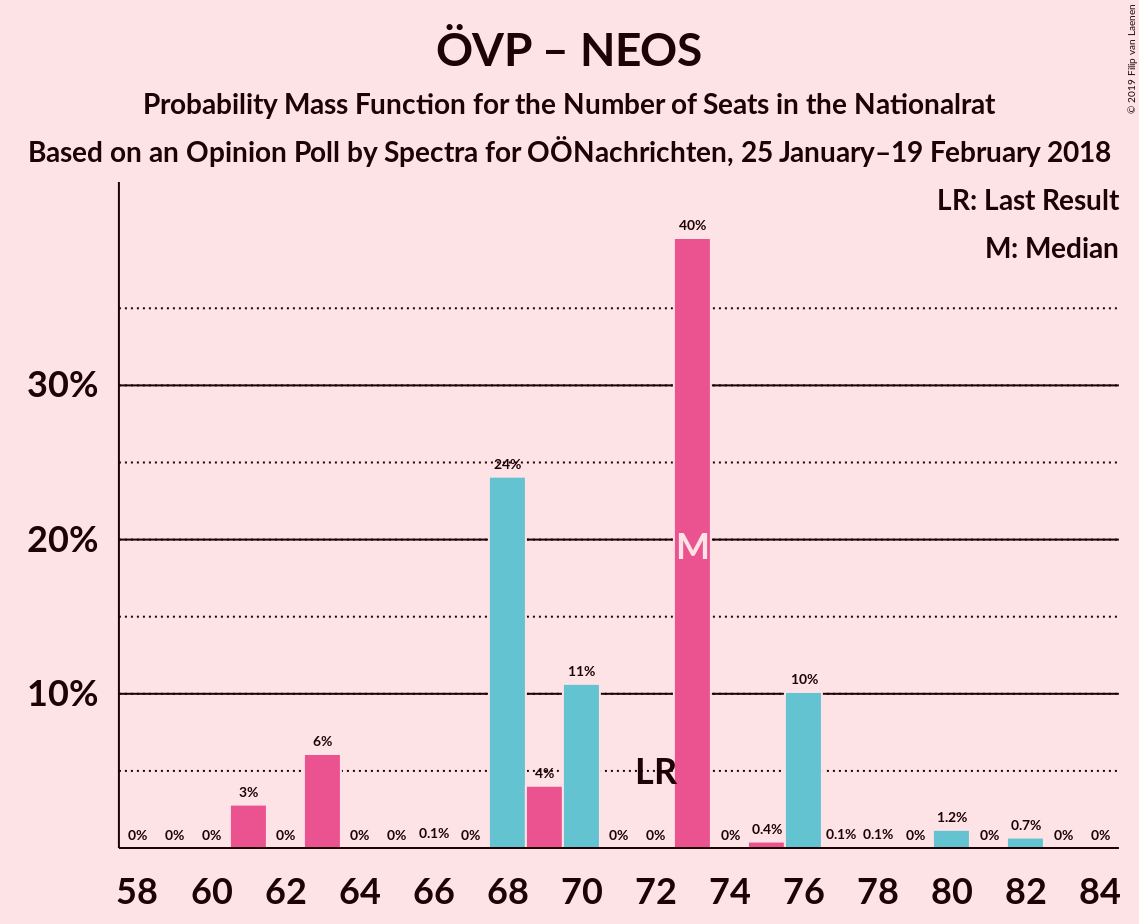 ÖVP – NEOS
Probability Mass Function for the Number of Seats in the Nationalrat
Based on an Opinion Poll by Spectra for OÖNachrichten, 25 January–19 February 2018
© 2019 Filip van Laenen
LR: Last Result
M: Median
40%
30%
24%
20%
M
11%
10%
10%
6%
LR
4%
3%
0% 0% 0% 0% 0% 0% 0.1% 0% 0% 0% 0% 0.4% 0.1% 0.1% 0% 1.2% 0% 0.7% 0% 0%
58 60 62 64 66 68 70 72 74 76 78 80 82 84